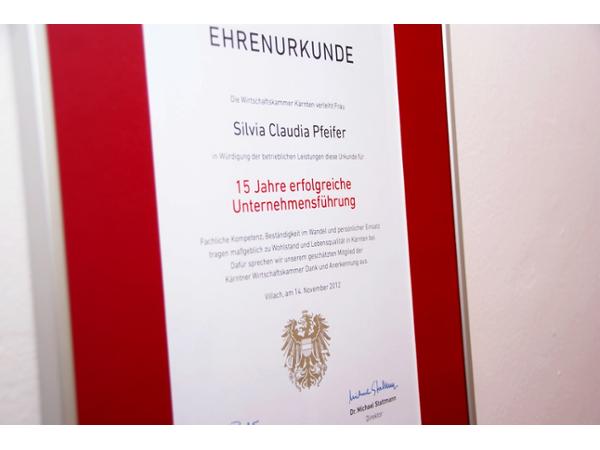 EHRENURKUNDE
Die Wirtschaftskammer Kärnten verleiht Frau
Silvia Claudia Pfeifer
in Würdigung der betrieblichen Leistungen diese Urkunde für
15 Jahre erfolgreiche
Unternehmensführung
Fachliche Kompetenz, Beständigkeit im Wandel und persönlicher Einsatz
tragen maßgeblich zu Wohlstand und Lebensqualität in Kärnten bei.
Dafür sprechen wir unserem geschätzten Mitglied der
Kärntner Wirtschaftskammer Dank und Anerkennung aus.
Villach, am 14. November 2012
Dr. Michael Stattmann
Direktor